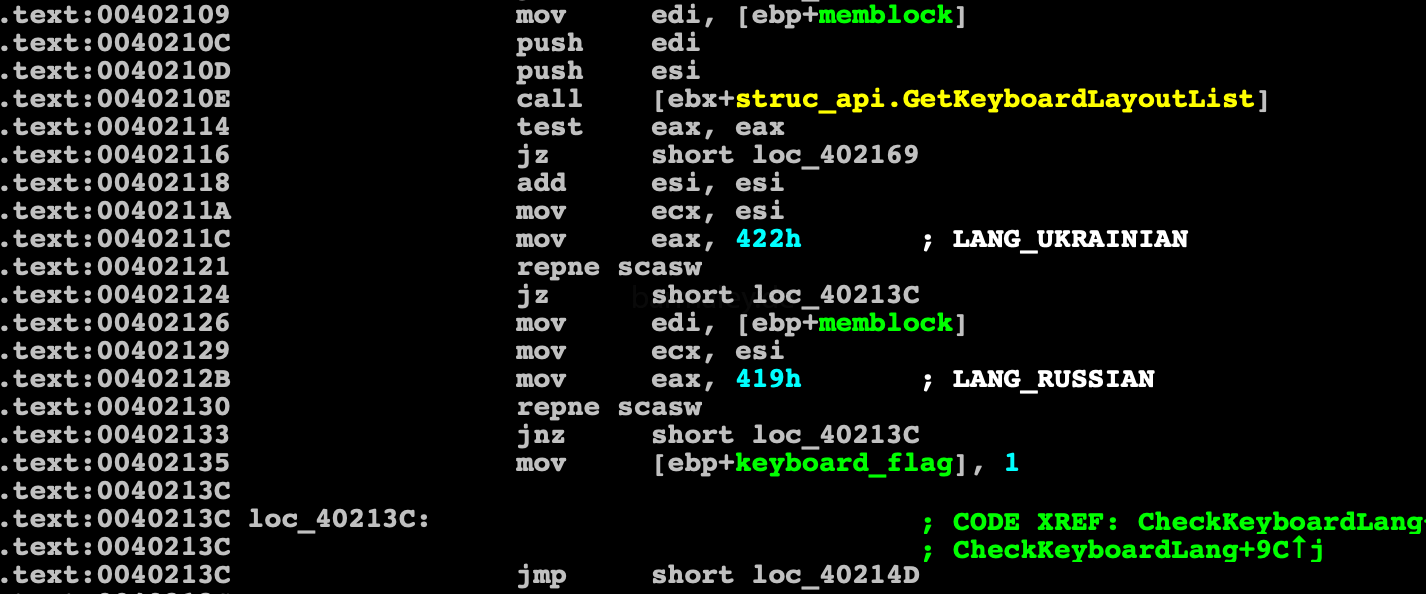 .text:00402109 mov edi, [ebp+memblock]
.text:0040210C push edi
.text:0040210D push esi
.text:0040210E call [ebx+struc_api.GetKeyboardLayoutList]
.text:00402114 test eax, eax
.text:00402116 jz short loc_402169
.text:00402118 add esi, esi
.text:0040211A mov ecx, esi
.text:0040211C mov eax, 422h ; LANG_UKRAINIAN
.text:00402121 repne scasw
.text:00402124 jz short loc_40213C
.text:00402126 mov edi, [ebp+memblock]
.text:00402129 mov ecx, esi
.text:0040212B mov eax, 419h ; LANG_RUSSIAN
.text:00402130 repne scasw
.text:00402133 jnz short loc_40213C
.text:00402135 mov [ebp+keyboard_flag], 1
.text:0040213C
.text:0040213C loc_40213C: ; CODE XREF: CheckKeyboardLang
.text:0040213C ; CheckKeyboardLang+9C↑j
.text:0040213C jmp short loc_40214D